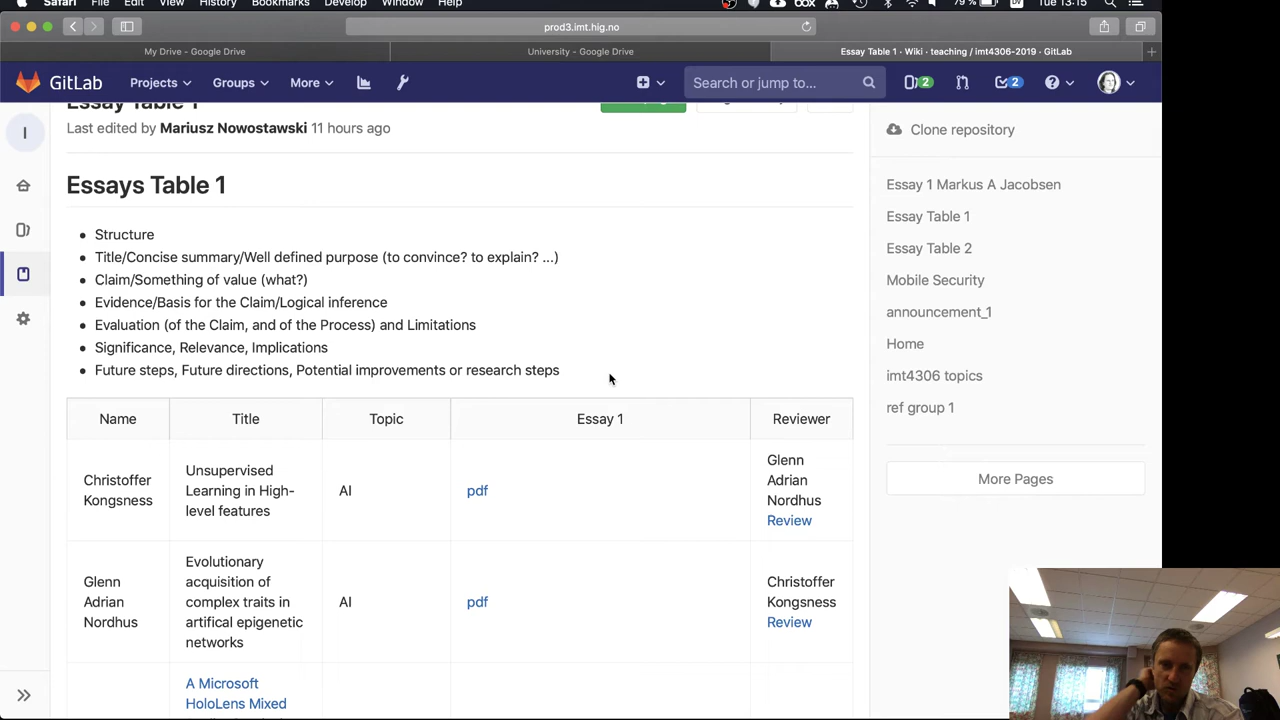 Safari File Edit View History Bookmarks Develop Window Help 79 % Tue 13:15
prod3.imt.hig.no
My Drive - Google Drive University - Google Drive Essay Table 1 · Wiki · teaching / imt4306-2019 · GitLab
GitLab Projects Groups More Search or jump to... 2 2
Essay Table 1
Last edited by Mariusz Nowostawski 11 hours ago
I
Clone repository
Essays Table 1
Essay 1 Markus A Jacobsen
Essay Table 1
Essay Table 2
Mobile Security
announcement_1
Home
imt4306 topics
ref group 1
More Pages
• Structure
• Title/Concise summary/Well defined purpose (to convince? to explain? ...)
• Claim/Something of value (what?)
• Evidence/Basis for the Claim/Logical inference
• Evaluation (of the Claim, and of the Process) and Limitations
• Significance, Relevance, Implications
• Future steps, Future directions, Potential improvements or research steps
Name Title Topic Essay 1 Reviewer
Christoffer
Kongsness
Unsupervised
Learning in High-
level features
AI
pdf
Glenn
Adrian
Nordhus
Review
Glenn
Adrian
Nordhus
Evolutionary
acquisition of
complex traits in
artifical epigenetic
networks
AI
pdf
Christoffer
Kongsness
Review
A Microsoft
HoloLens Mixed